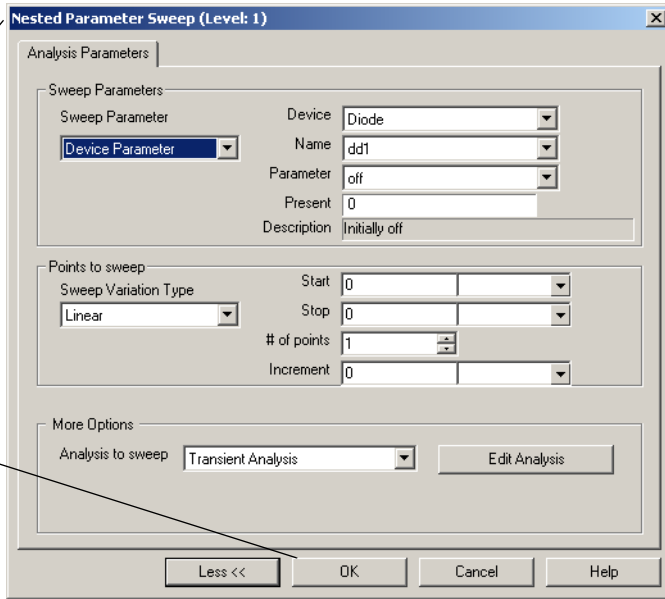 Nested Parameter Sweep (Level: 1)
Analysis Parameters
Sweep Parameters
Sweep Parameter
Device Parameter
Device Diode
Name dd1
Parameter off
Present 0
Description Initially off
Points to sweep
Sweep Variation Type
Linear
Start 0
Stop 0
# of points 1
Increment 0
More Options
Analysis to sweep Transient Analysis Edit Analysis
Less << OK Cancel Help